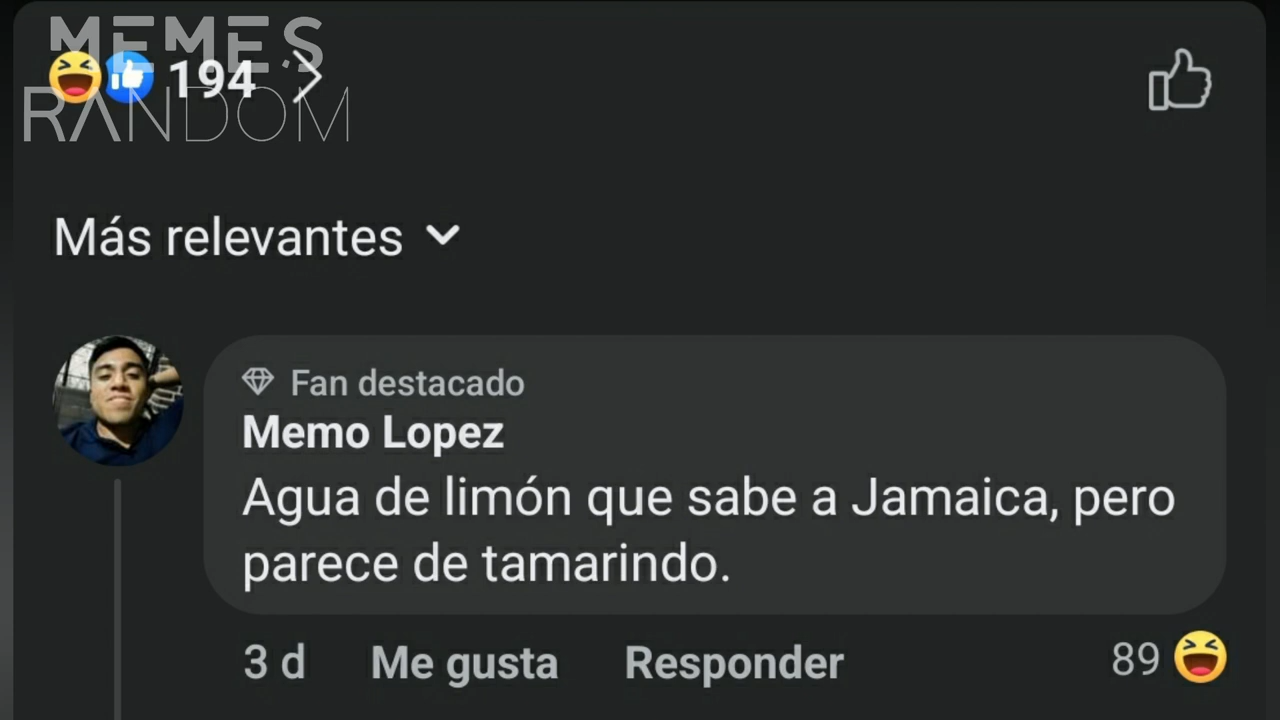 MEMES
RANDOM
194
Más relevantes
Fan destacado
Memo Lopez
Agua de limón que sabe a Jamaica, pero
parece de tamarindo.
3 d Me gusta Responder 89